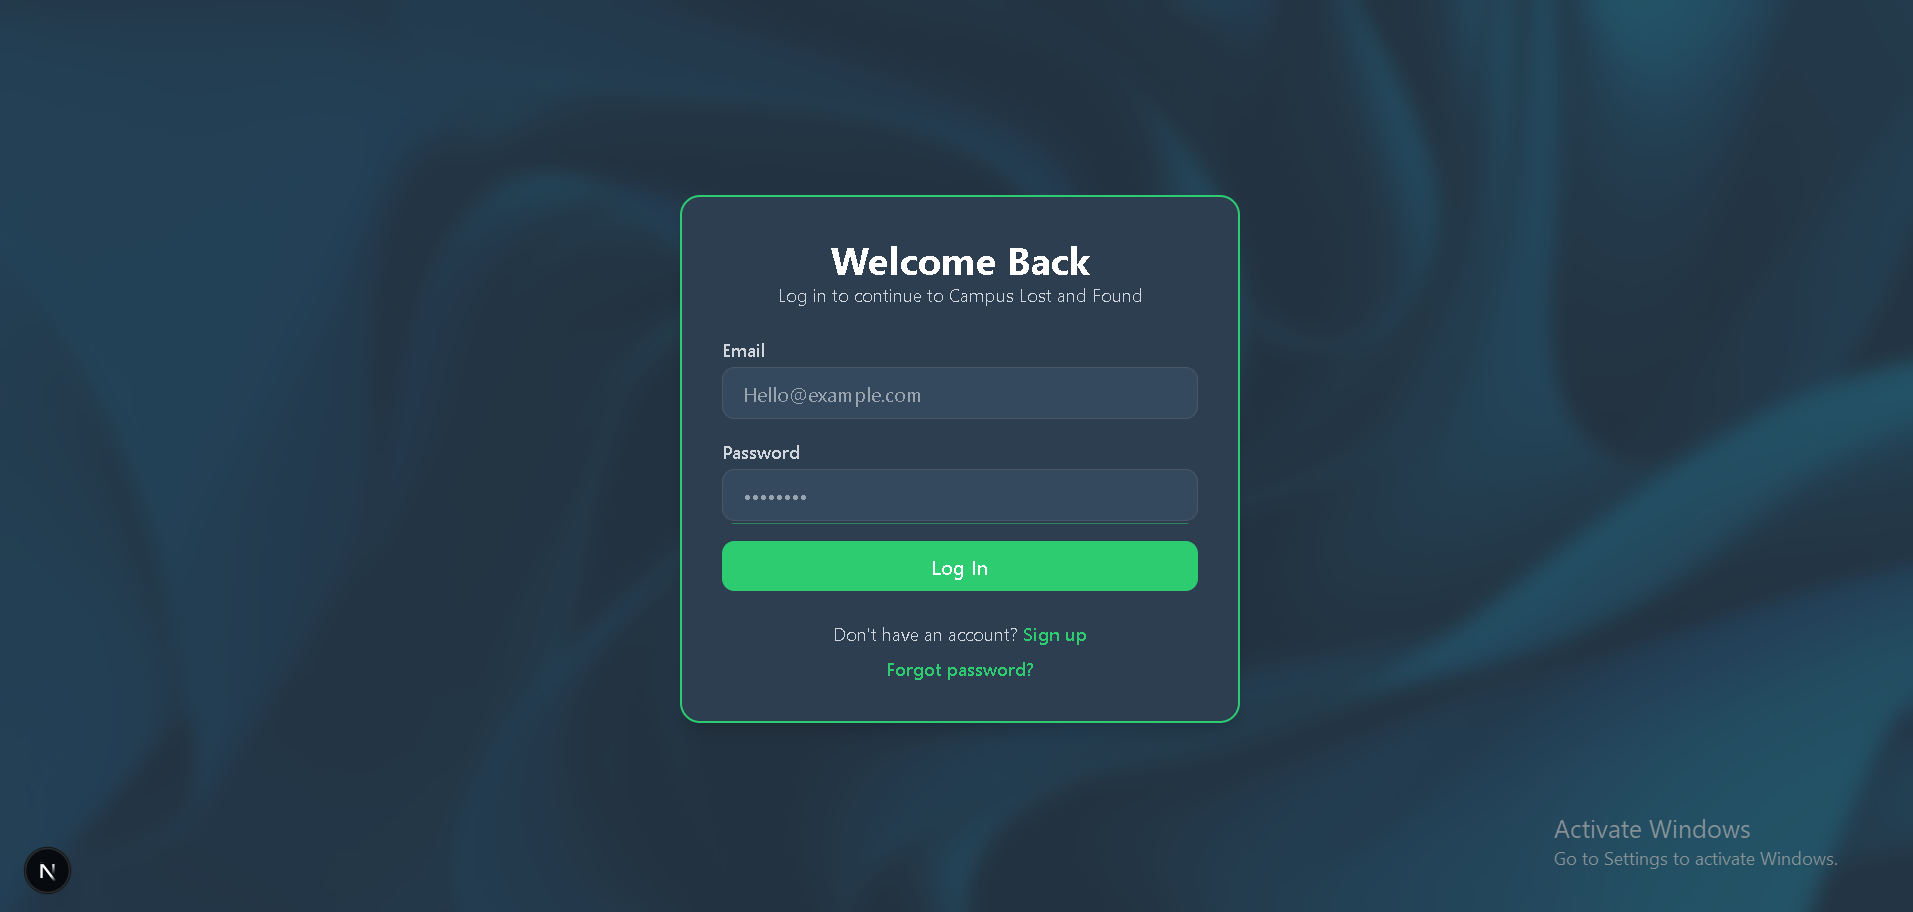 Welcome Back
Log in to continue to Campus Lost and Found
Email
Hello@example.com
Password
••••••••
Log In
Don't have an account? Sign up
Forgot password?
Activate Windows
Go to Settings to activate Windows.
N